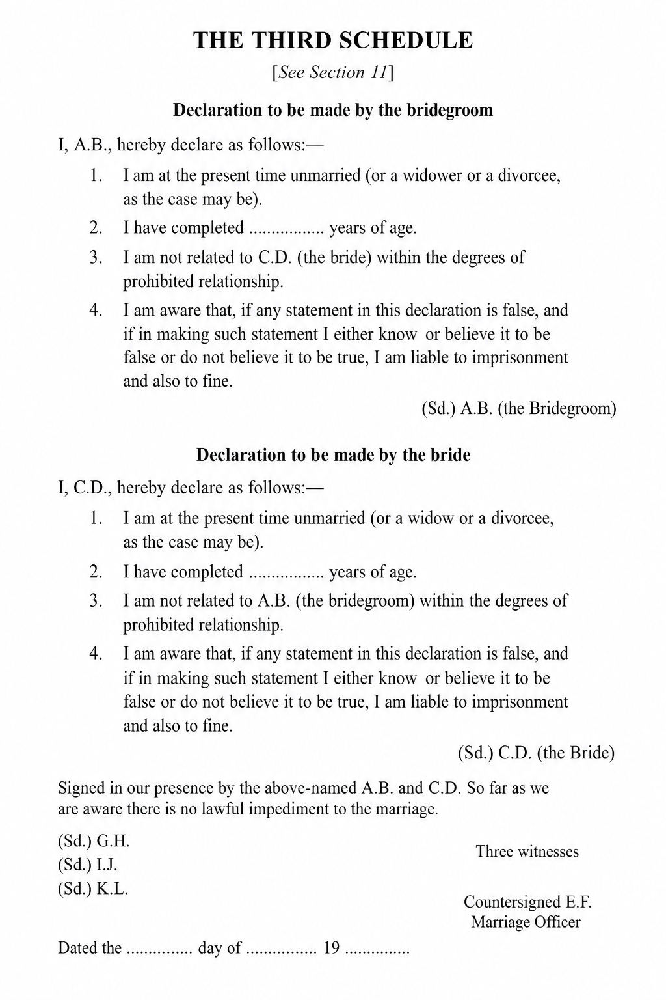 THE THIRD SCHEDULE
[See Section 11]
Declaration to be made by the bridegroom
I, A.B., hereby declare as follows:—
1. I am at the present time unmarried (or a widower or a divorcee,
as the case may be).
2. I have completed ................. years of age.
3. I am not related to C.D. (the bride) within the degrees of
prohibited relationship.
4. I am aware that, if any statement in this declaration is false, and
if in making such statement I either know or believe it to be
false or do not believe it to be true, I am liable to imprisonment
and also to fine.
(Sd.) A.B. (the Bridegroom)
Declaration to be made by the bride
I, C.D., hereby declare as follows:—
1. I am at the present time unmarried (or a widow or a divorcee,
as the case may be).
2. I have completed ................. years of age.
3. I am not related to A.B. (the bridegroom) within the degrees of
prohibited relationship.
4. I am aware that, if any statement in this declaration is false, and
if in making such statement I either know or believe it to be
false or do not believe it to be true, I am liable to imprisonment
and also to fine.
(Sd.) C.D. (the Bride)
Signed in our presence by the above-named A.B. and C.D. So far as we
are aware there is no lawful impediment to the marriage.
(Sd.) G.H.
(Sd.) I.J.
(Sd.) K.L.
Three witnesses
Countersigned E.F.
Marriage Officer
Dated the ............... day of ................ 19 ...............